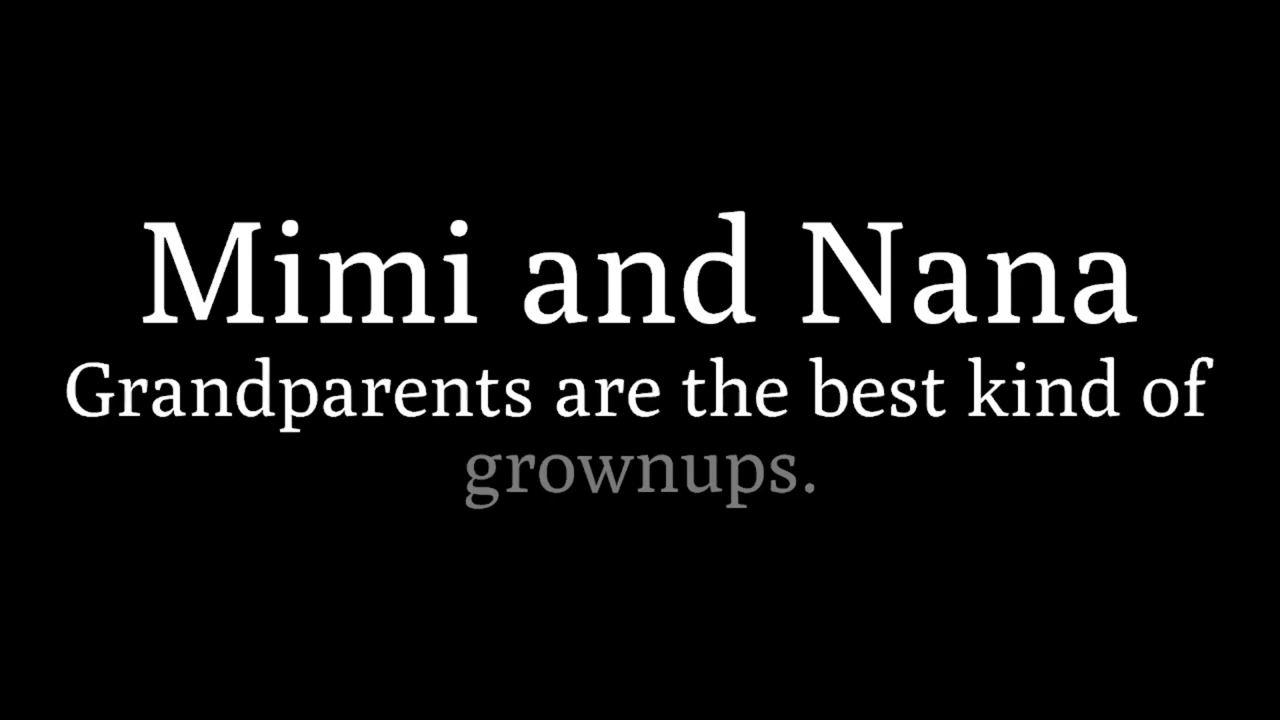 Mimi and Nana
Grandparents are the best kind of
grownups.